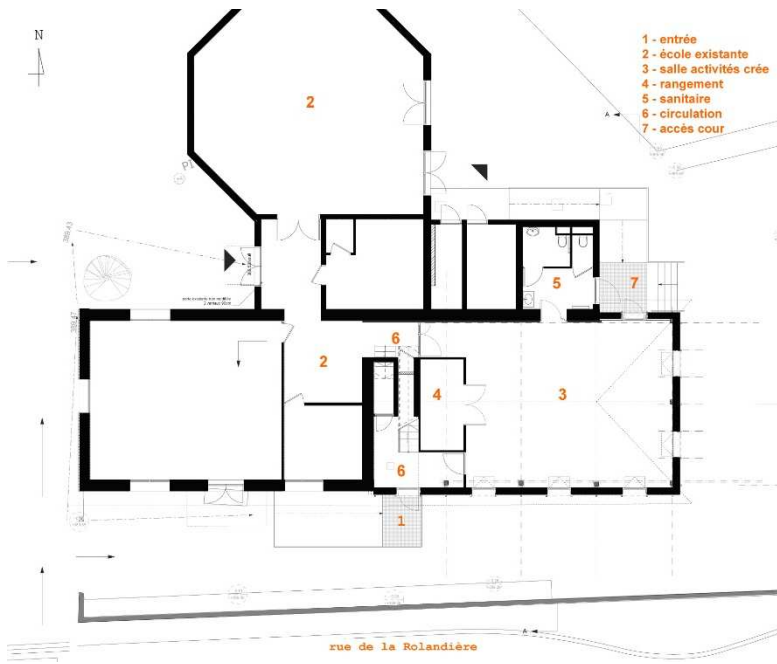 N
1 - entrée
2 - école existante
3 - salle activités crée
4 - rangement
5 - sanitaire
6 - circulation
7 - accès cour
A
2
PI
5
7
6
2
4
3
6
1
A
rue de la Rolandière